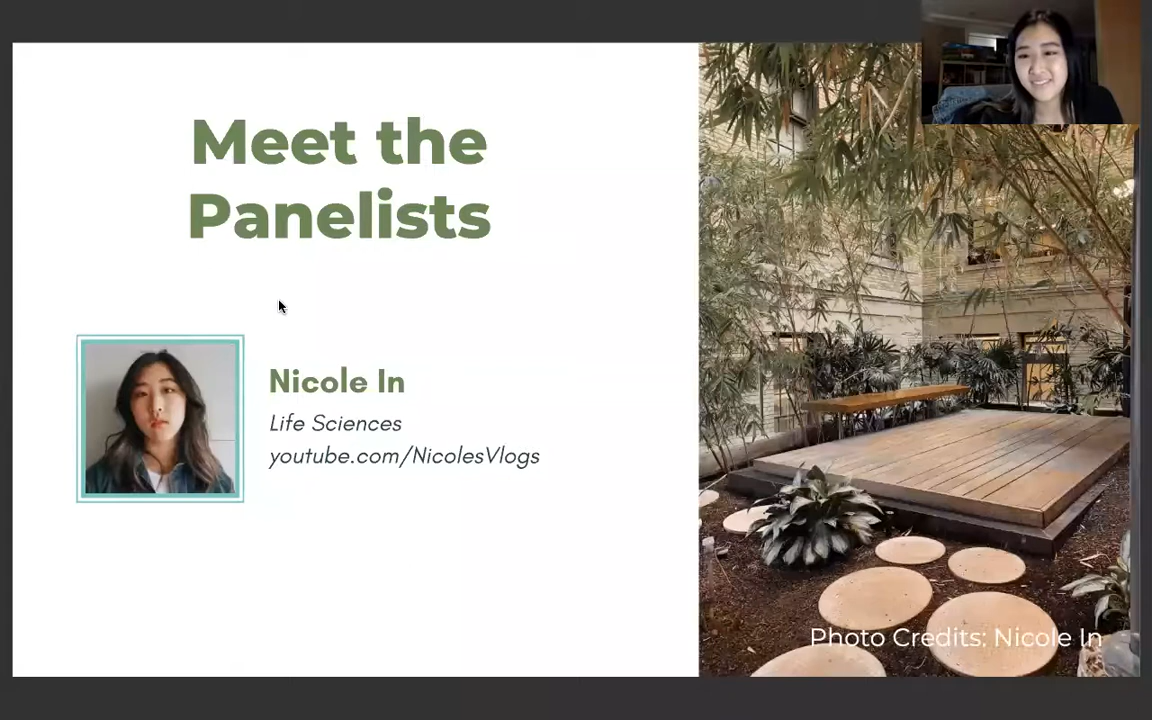 Meet the
Panelists
Nicole In
Life Sciences
youtube.com/NicolesVlogs
Photo Credits: Nicole In